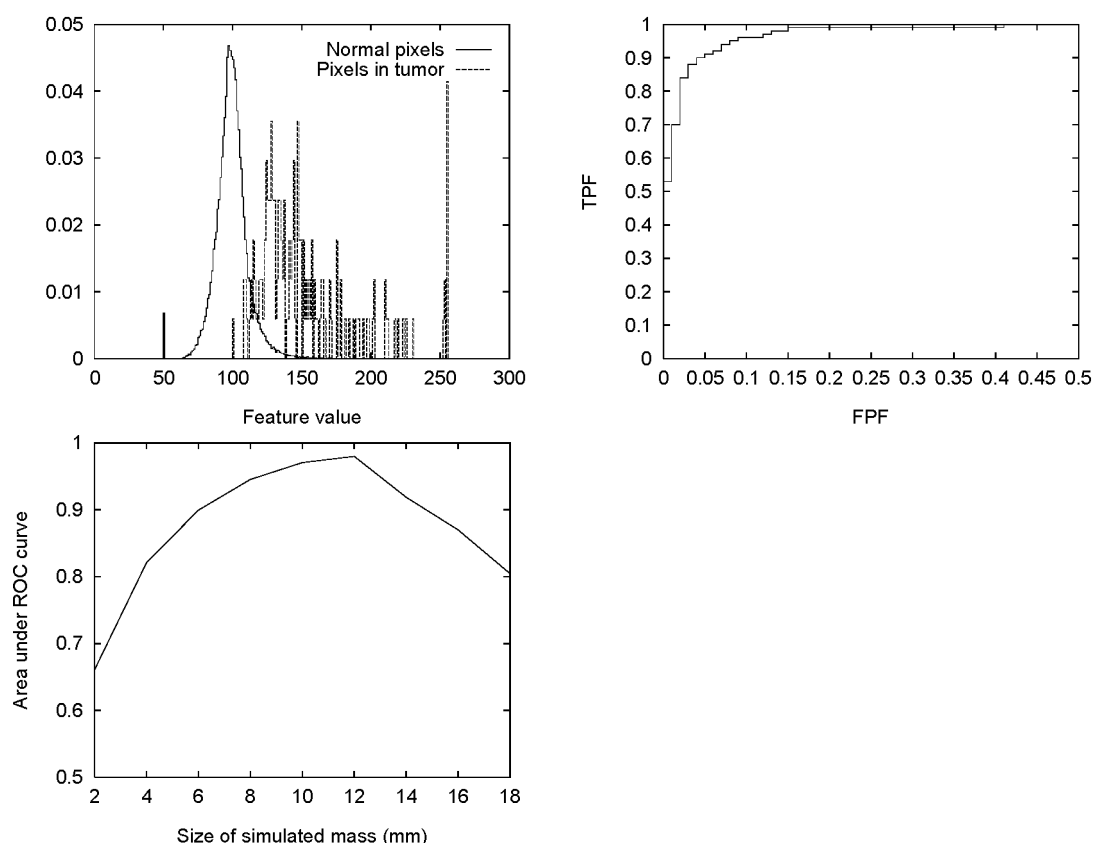 0.05
0.04
0.03
0.02
0.01
0
0 50 100 150 200 250 300
Feature value
Normal pixels
Pixels in tumor
1
0.9
0.8
0.7
0.6
0.5
0.4
0.3
0.2
0.1
0
TPF
0 0.05 0.1 0.15 0.2 0.25 0.3 0.35 0.4 0.45 0.5
FPF
1
0.9
0.8
0.7
0.6
0.5
Area under ROC curve
2 4 6 8 10 12 14 16 18
Size of simulated mass (mm)